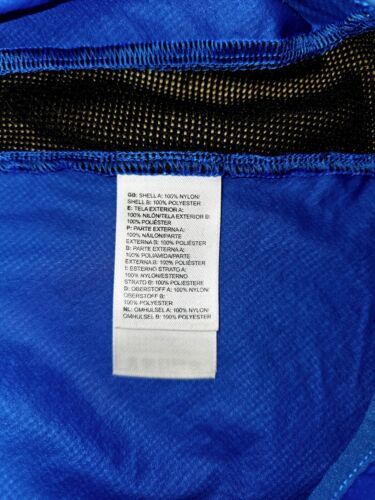 GB: SHELL A: 100% NYLON/
SHELL B: 100% POLYESTER
E: TELA EXTERIOR A:
100% NILÓN/TELA EXTERIOR B:
100% POLIÉSTER
P: PARTE EXTERNA A:
100% NÁILON/PARTE
EXTERNA B: 100% POLIÉSTER
B: PARTE EXTERNA A:
100% POLIAMIDA/PARTE
EXTERNA B: 100% POLIÉSTER
I: ESTERNO STRATO A: 100%
NYLON/ESTERNO
STRATO B: 100% POLIESTERE
D: OBERSTOFF A: 100% NYLON/
OBERSTOFF B:
100% POLYESTER
NL: OMHULSEL A: 100% NYLON/
OMHULSEL B: 100% POLYESTER